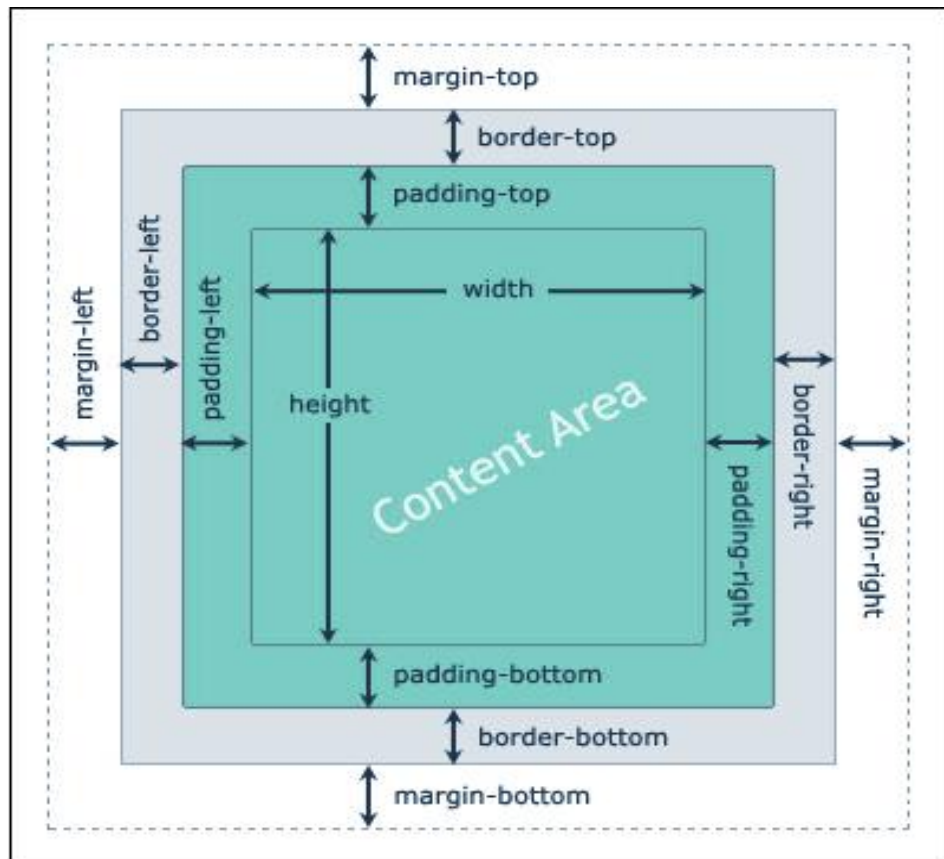 margin-top
border-top
padding-top
width
height
Content Area
margin-left
border-left
padding-left
padding-right
border-right
margin-right
padding-bottom
border-bottom
margin-bottom